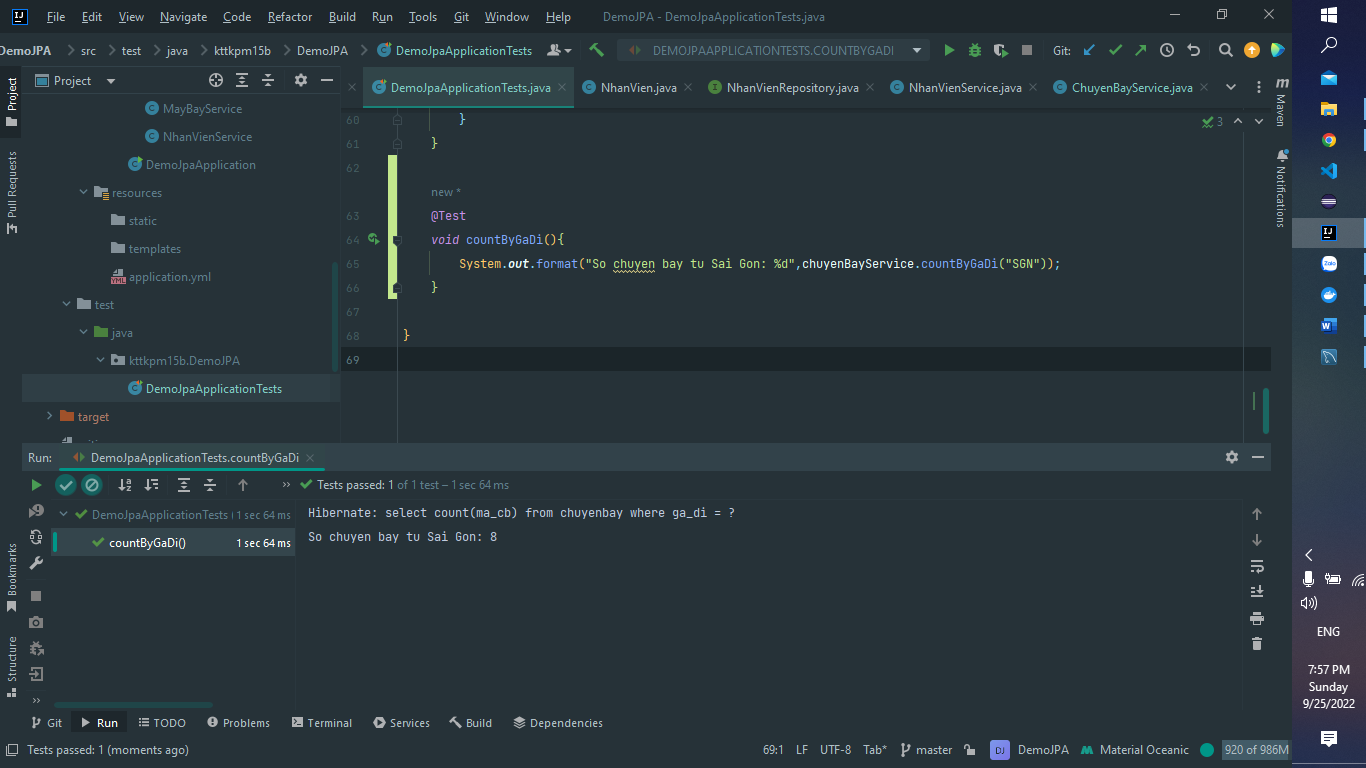 File Edit View Navigate Code Refactor Build Run Tools Git Window Help DemoJPA - DemoJpaApplicationTests.java
DemoJPA src test java kttkpm15b DemoJPA DemoJpaApplicationTests DEMOJPAAPPLICATIONTESTS.COUNTBYGADI Git:
Project
DemoJpaApplicationTests.java NhanVien.java NhanVienRepository.java NhanVienService.java ChuyenBayService.java
Project
Pull Requests
Bookmarks
Structure
MayBayService
NhanVienService
DemoJpaApplication
resources
static
templates
application.yml
test
java
kttkpm15b.DemoJPA
DemoJpaApplicationTests
target
60 }
3
61 }
62
new *
63 @Test
64 void countByGaDi(){
65 System.out.format("So chuyen bay tu Sai Gon: %d",chuyenBayService.countByGaDi("SGN"));
66 }
67
68 }
69
Maven
Notifications
Run: DemoJpaApplicationTests.countByGaDi
Tests passed: 1 of 1 test – 1 sec 64 ms
DemoJpaApplicationTests 1 sec 64 ms
countByGaDi() 1 sec 64 ms
Hibernate: select count(ma_cb) from chuyenbay where ga_di = ?
So chuyen bay tu Sai Gon: 8
Git Run TODO Problems Terminal Services Build Dependencies
Tests passed: 1 (moments ago) 69:1 LF UTF-8 Tab* master DJ DemoJPA Material Oceanic 920 of 986M
Zalo
ENG
7:57 PM
Sunday
9/25/2022